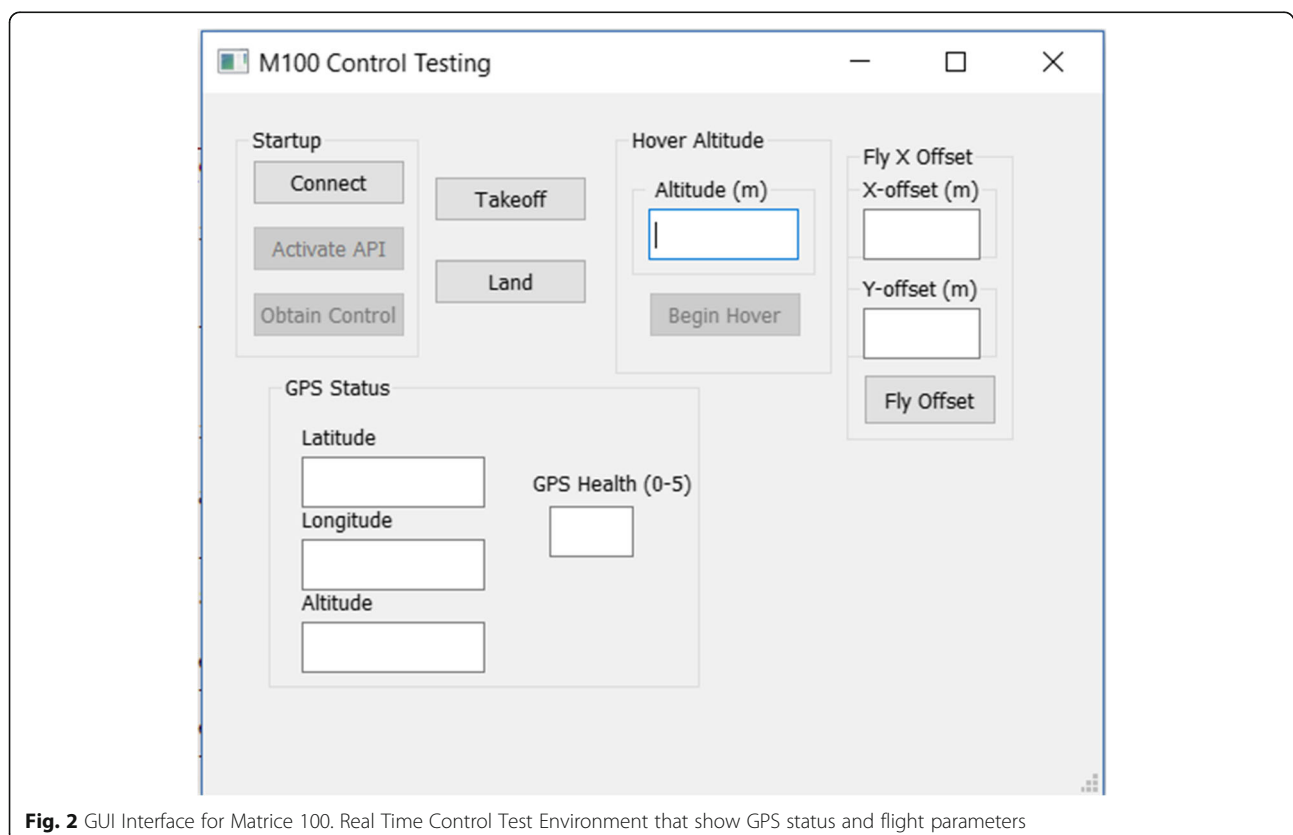 M100 Control Testing
Startup
Connect
Activate API
Obtain Control
Takeoff
Land
Hover Altitude
Altitude (m)
Begin Hover
Fly X Offset
X-offset (m)
Y-offset (m)
Fly Offset
GPS Status
Latitude
Longitude
Altitude
GPS Health (0-5)
Fig. 2 GUI Interface for Matrice 100. Real Time Control Test Environment that show GPS status and flight parameters